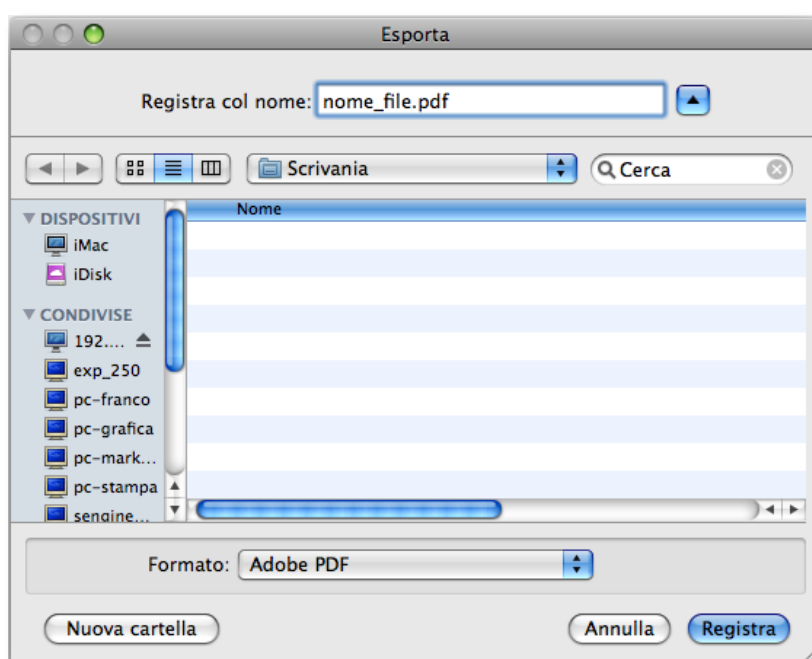 Esporta
Registra col nome: nome_file.pdf
Scrivania
Cerca
Nome
DISPOSITIVI
iMac
iDisk
CONDIVISE
192....
exp_250
pc-franco
pc-grafica
pc-mark...
pc-stampa
sengine...
Formato: Adobe PDF
Nuova cartella Annulla Registra